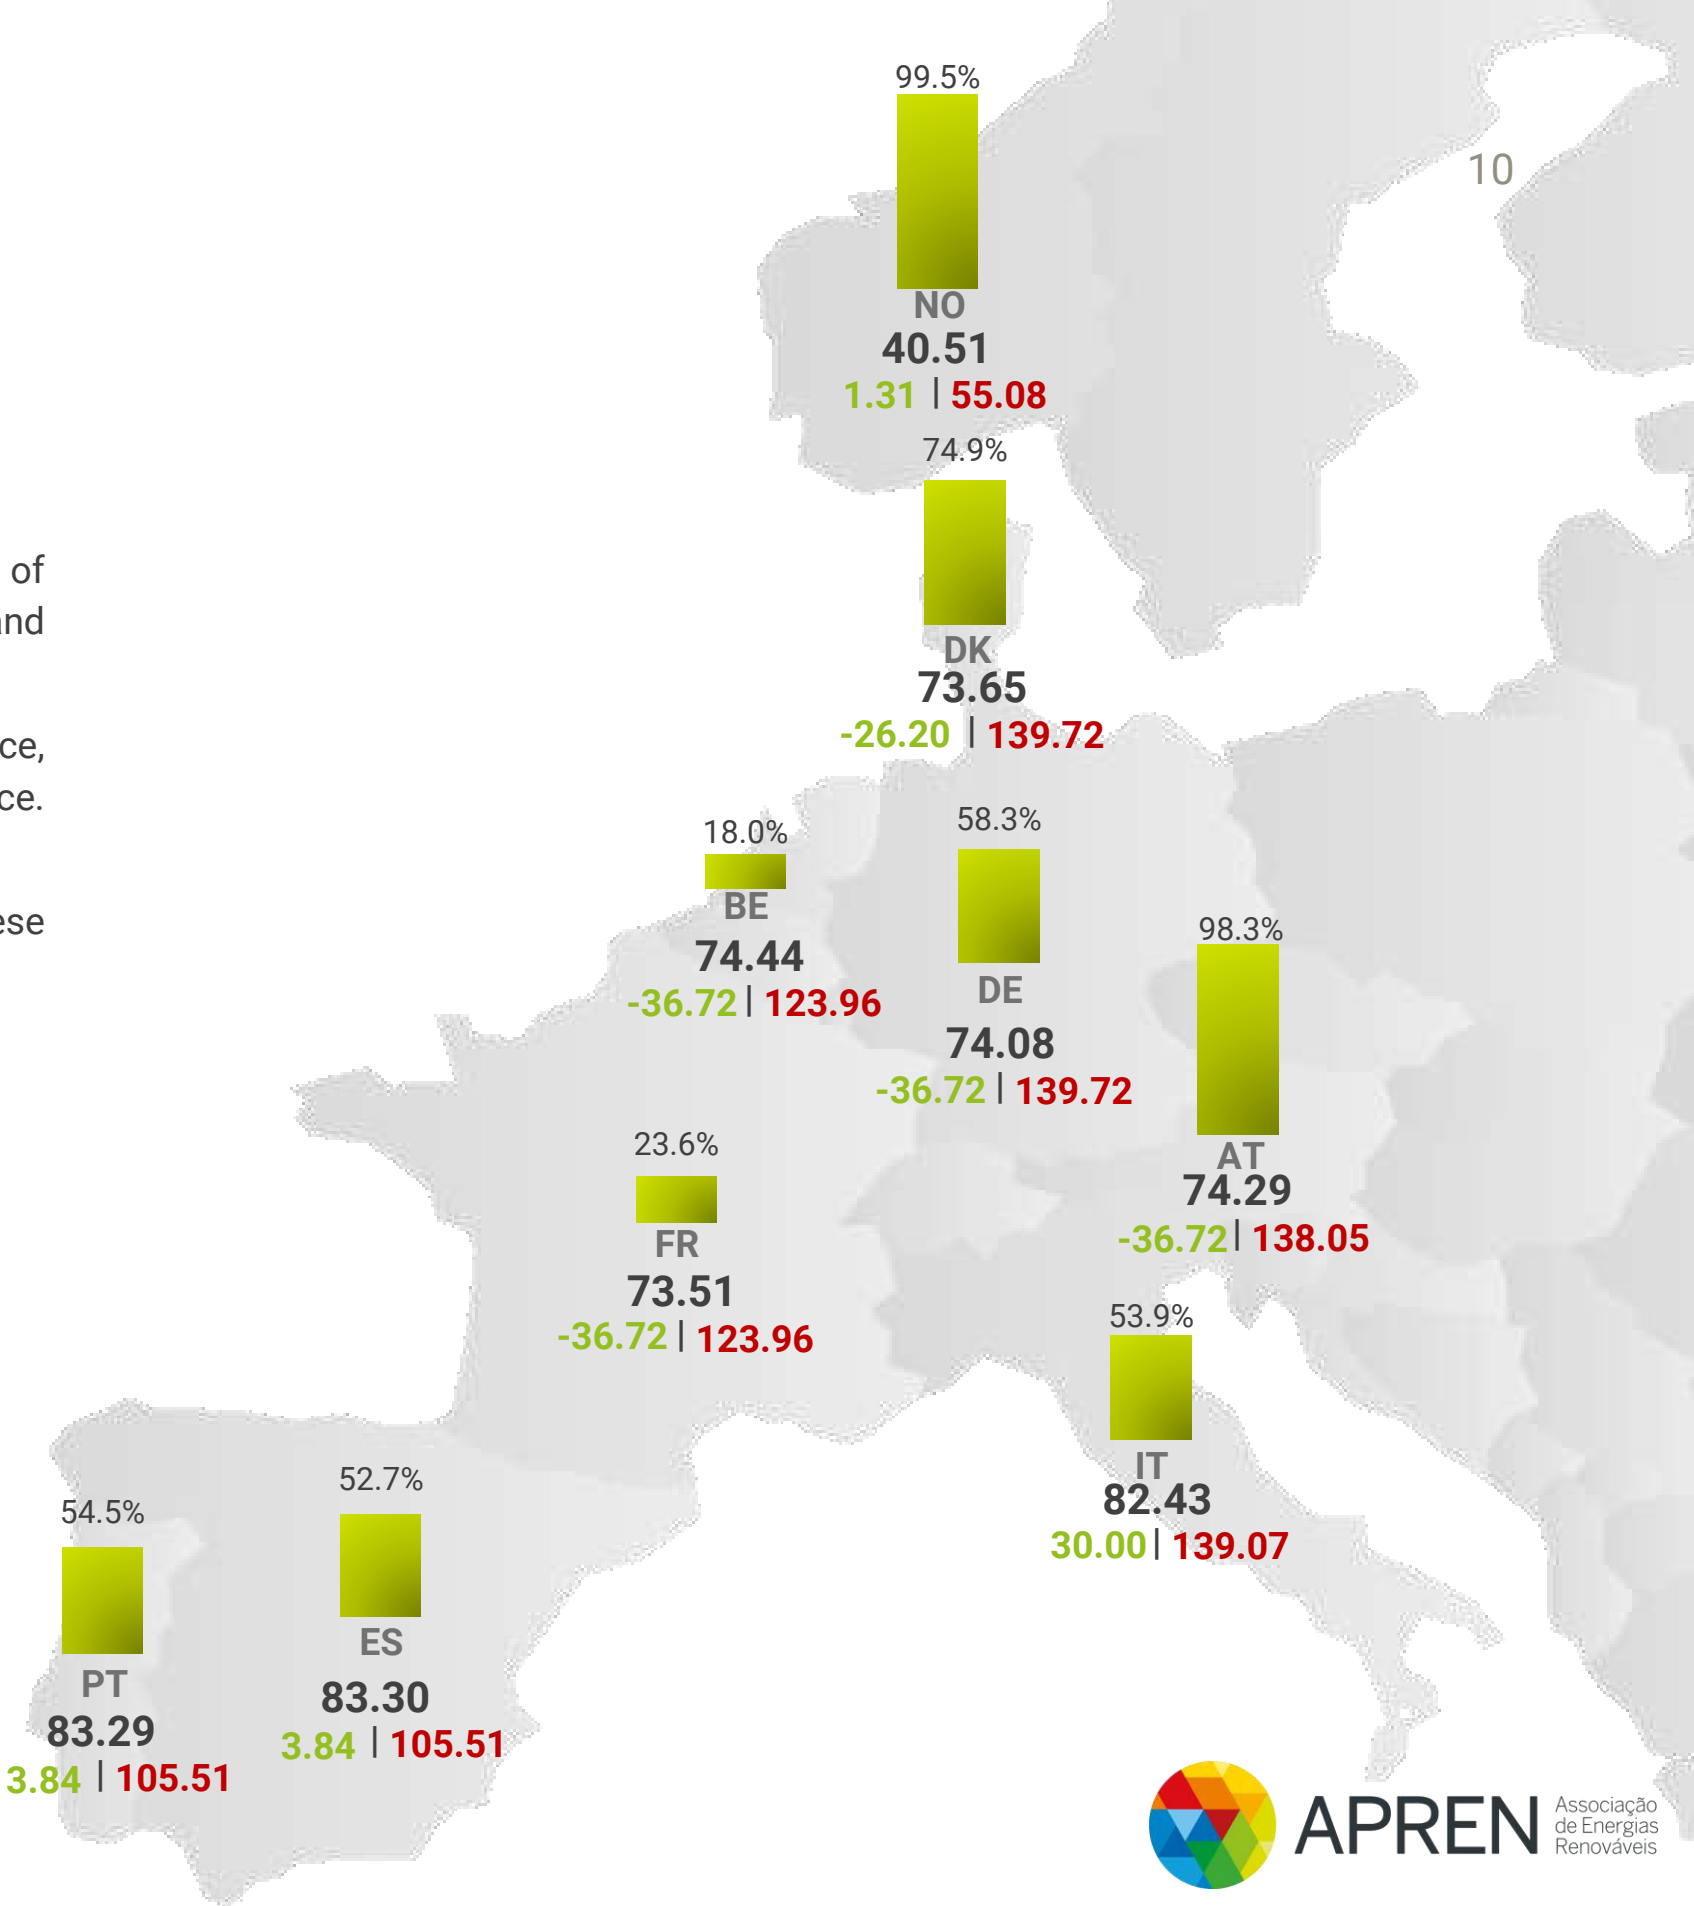 99.5%
10
NO
40.51
1.31 | 55.08
74.9%
DK
73.65
-26.20 | 139.72
of
ce,
ce.
18.0%
BE
74.44
-36.72 | 123.96
58.3%
DE
74.08
-36.72 | 139.72
98.3%
AT
74.29
-36.72 | 138.05
23.6%
FR
73.51
-36.72 | 123.96
53.9%
IT
82.43
30.00 | 139.07
54.5%
PT
83.29
3.84 | 105.51
52.7%
ES
83.30
3.84 | 105.51
APREN
Associação
de Energias
Renováveis